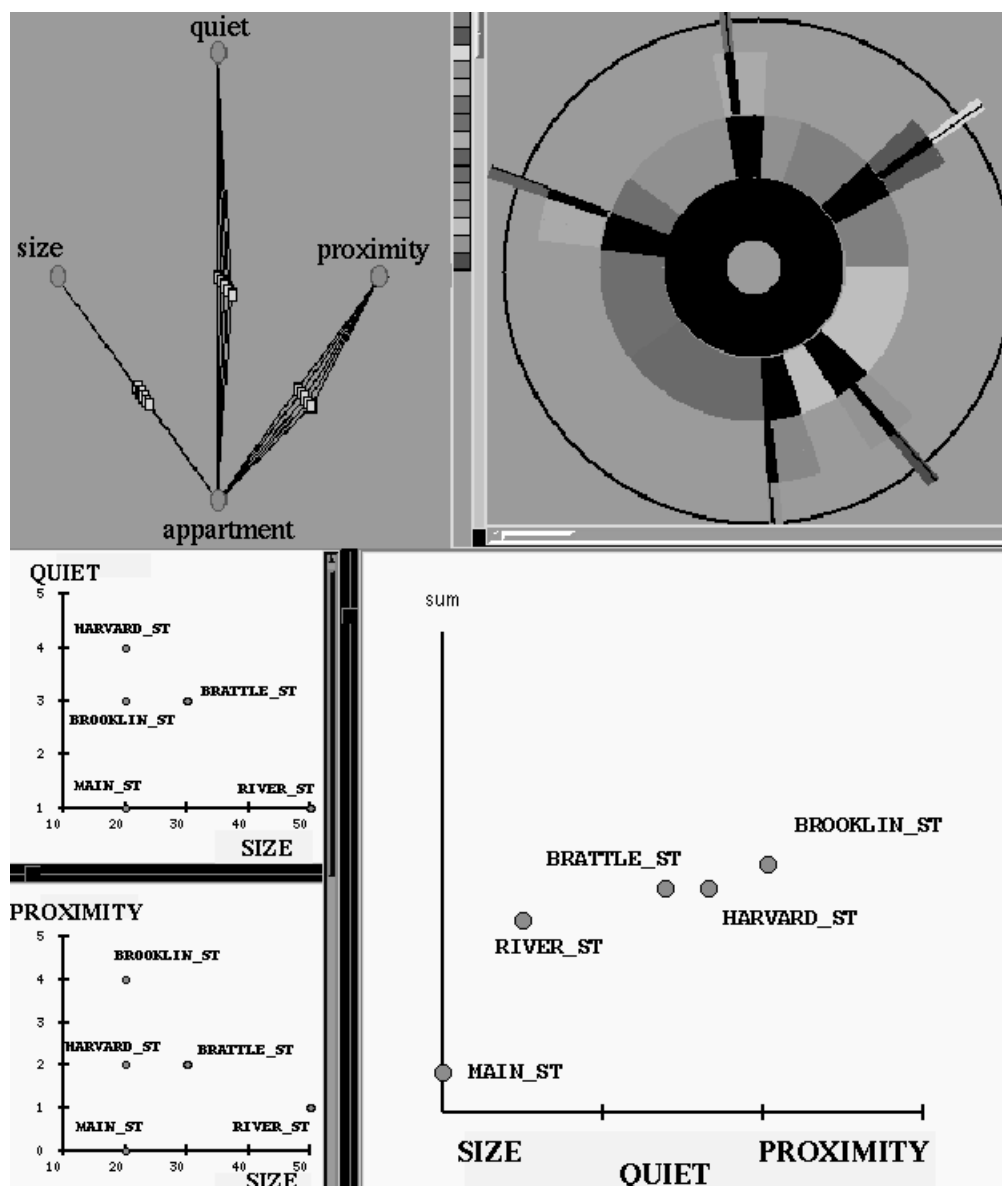 quiet
size
proximity
appartment
QUIET
5
HARVARD_ST
4
BRATTLE_ST
3
BROOKLIN_ST
2
MAIN_ST
RIVER_ST
1
10 20 30 40 50
SIZE
PROXIMITY
5
BROOKLIN_ST
4
3
HARVARD_ST
BRATTLE_ST
2
1
MAIN_ST
RIVER_ST
0
10 20 30 40 50
SIZE
sum
BROOKLIN_ST
BRATTLE_ST
HARVARD_ST
RIVER_ST
MAIN_ST
SIZE
QUIET
PROXIMITY